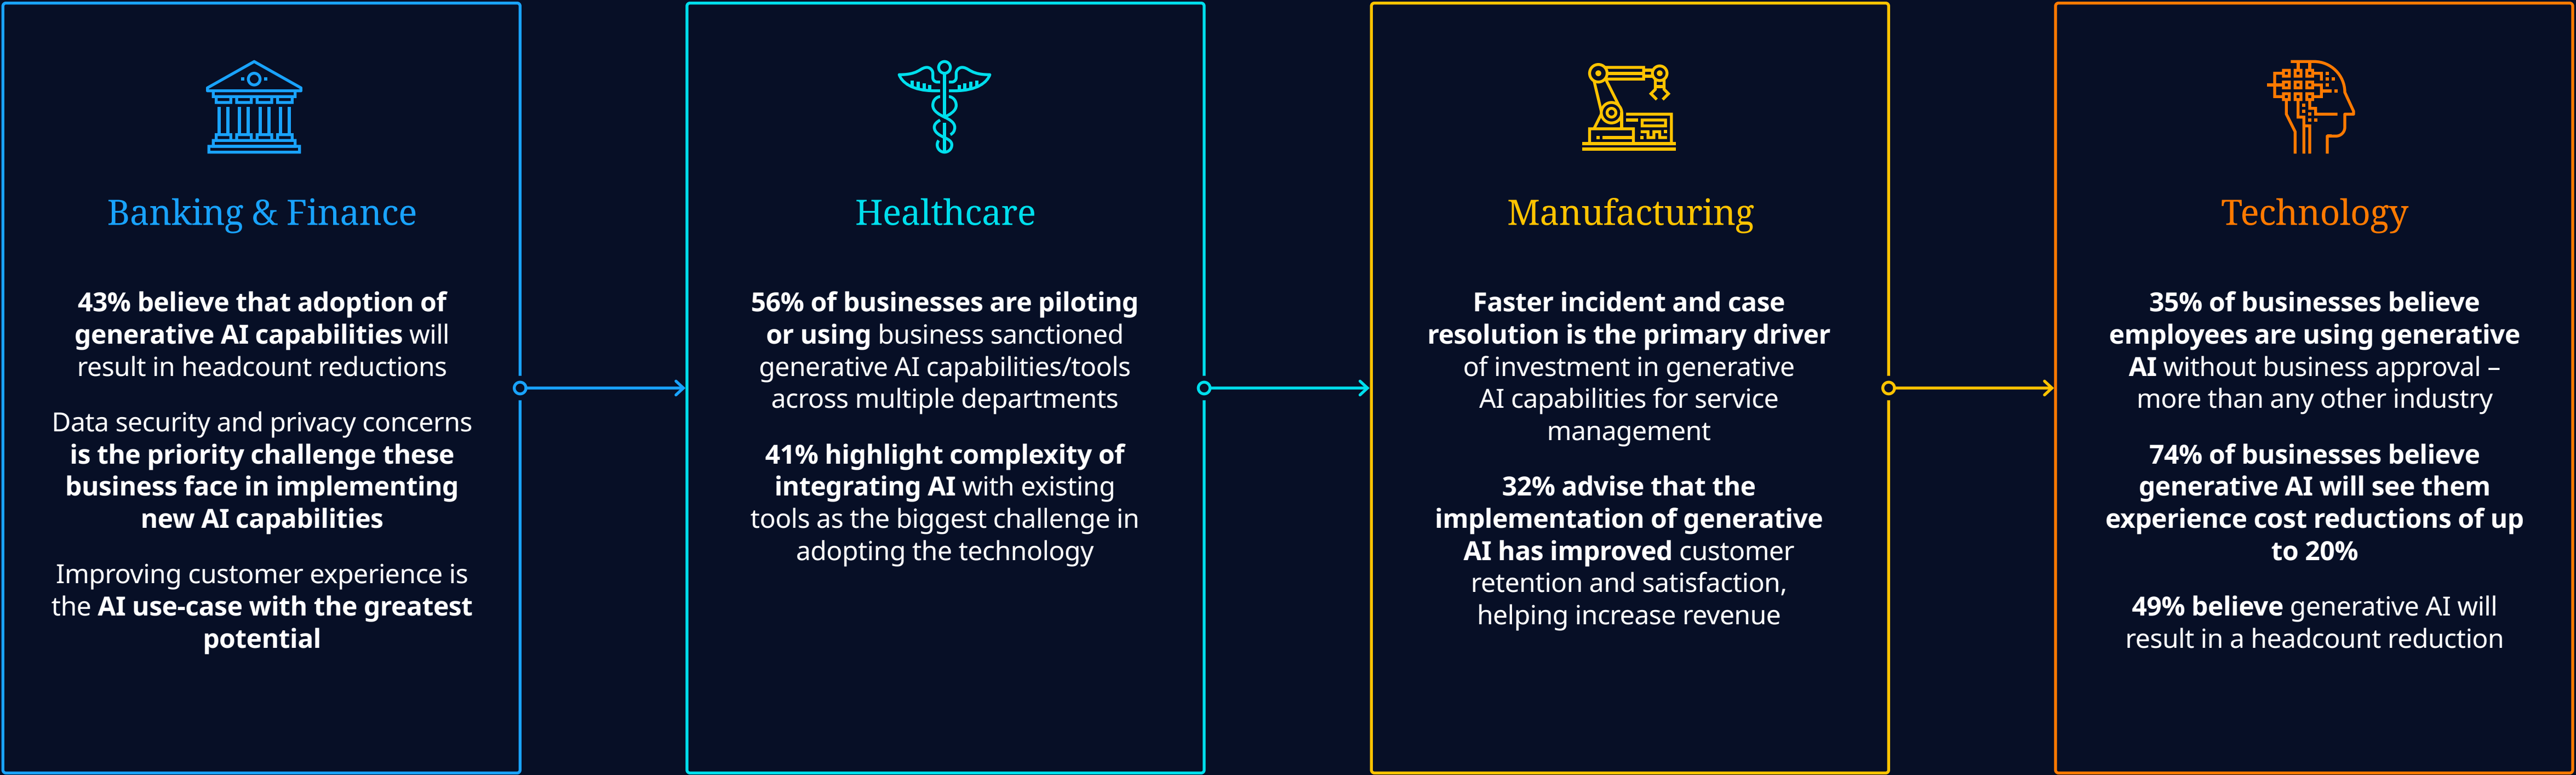 Banking & Finance
43% believe that adoption of
generative AI capabilities will
result in headcount reductions
Data security and privacy concerns
is the priority challenge these
business face in implementing
new AI capabilities
Improving customer experience is
the AI use-case with the greatest
potential
Healthcare
56% of businesses are piloting
or using business sanctioned
generative AI capabilities/tools
across multiple departments
41% highlight complexity of
integrating AI with existing
tools as the biggest challenge in
adopting the technology
Manufacturing
Faster incident and case
resolution is the primary driver
of investment in generative
AI capabilities for service
management
32% advise that the
implementation of generative
AI has improved customer
retention and satisfaction,
helping increase revenue
Technology
35% of businesses believe
employees are using generative
AI without business approval –
more than any other industry
74% of businesses believe
generative AI will see them
experience cost reductions of up
to 20%
49% believe generative AI will
result in a headcount reduction